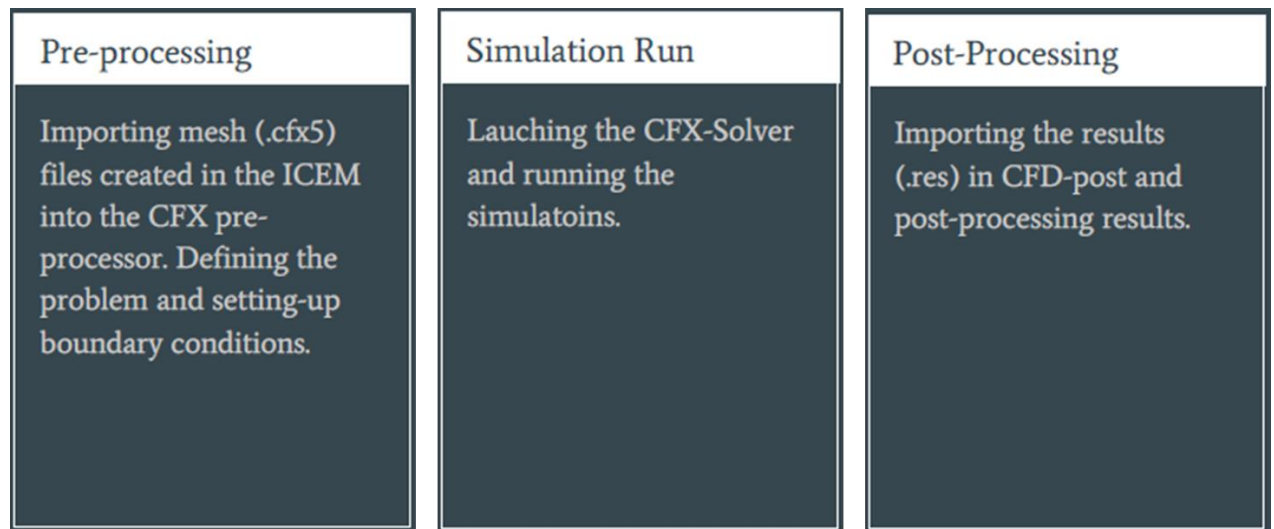 Pre-processing
Importing mesh (.cfx5)
files created in the ICEM
into the CFX pre-
processor. Defining the
problem and setting-up
boundary conditions.
Simulation Run
Lauching the CFX-Solver
and running the
simulatoins.
Post-Processing
Importing the results
(.res) in CFD-post and
post-processing results.